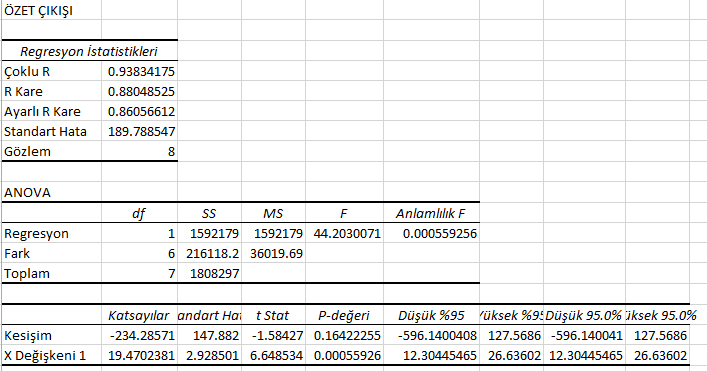 ÖZET ÇIKIŞI
Regresyon İstatistikleri
Çoklu R 0.93834175
R Kare 0.88048525
Ayarlı R Kare 0.86056612
Standart Hata 189.788547
Gözlem 8
ANOVA
df SS MS F Anlamlılık F
Regresyon 1 1592179 1592179 44.2030071 0.000559256
Fark 6 216118.2 36019.69
Toplam 7 1808297
Katsayılar andart Hat t Stat P-değeri Düşük %95 Yüksek %95 Düşük 95.0% üksek 95.0%
Kesişim -234.28571 147.882 -1.58427 0.16422255 -596.1400408 127.5686 -596.140041 127.5686
X Değişkeni 1 19.4702381 2.928501 6.648534 0.00055926 12.30445465 26.63602 12.30445465 26.63602